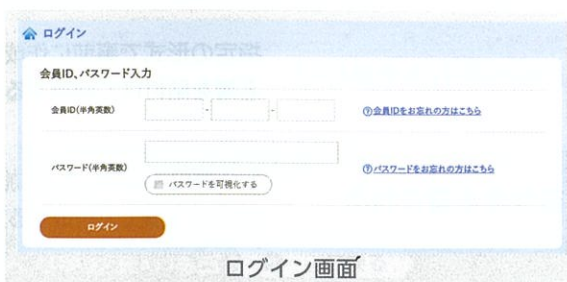 ログイン
会員ID、パスワード入力
会員ID(半角英数) - - ?会員IDをお忘れの方はこちら
パスワード(半角英数) ?パスワードをお忘れの方はこちら
パスワードを可視化する
ログイン
ログイン画面